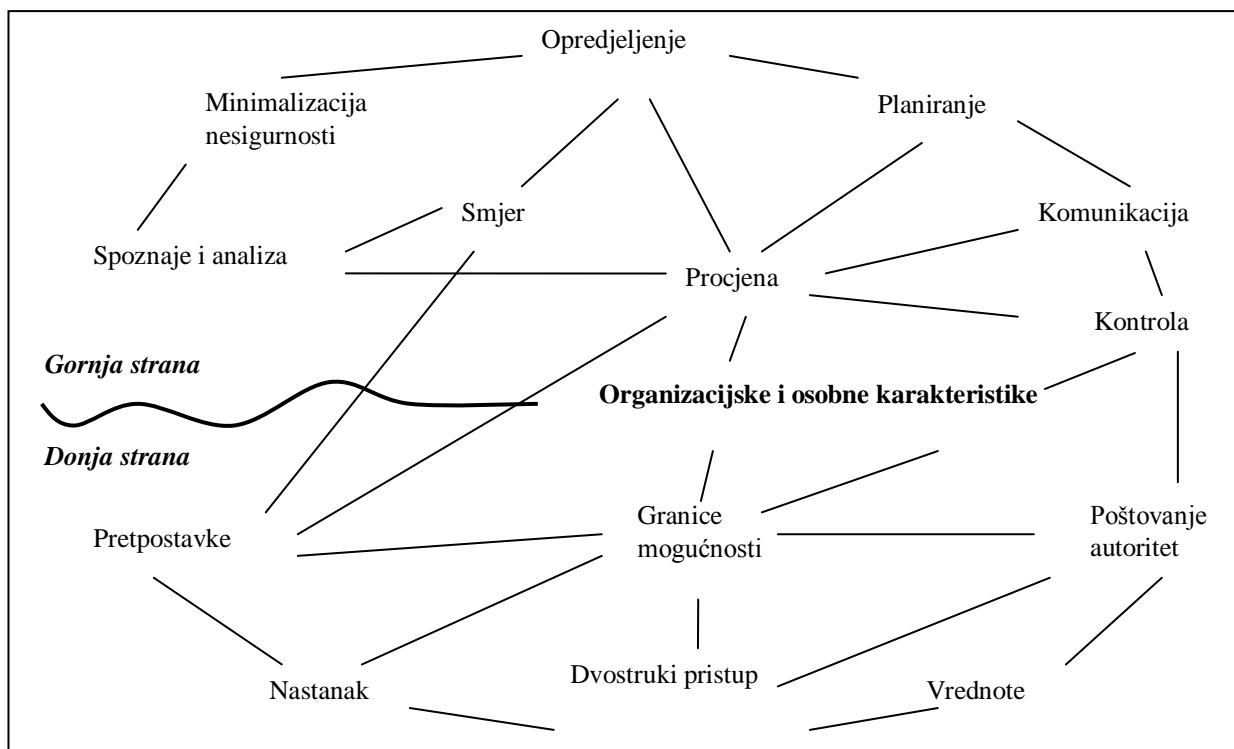 Opredjeljenje
Minimalizacija
nesigurnosti
Planiranje
Smjer
Komunikacija
Spoznaje i analiza
Procjena
Kontrola
Gornja strana
Organizacijske i osobne karakteristike
Donja strana
Pretpostavke
Granice
mogućnosti
Poštovanje
autoritet
Nastanak
Dvostruki pristup
Vrednote